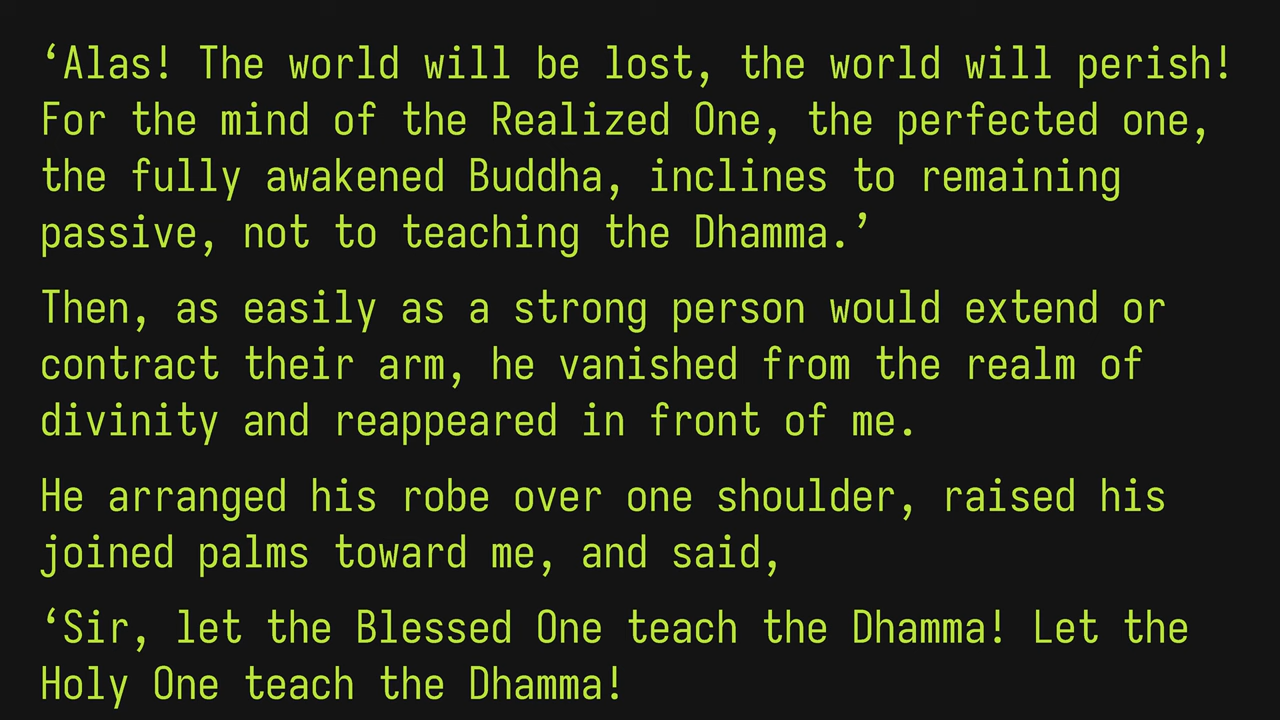 ‘Alas! The world will be lost, the world will perish!
For the mind of the Realized One, the perfected one,
the fully awakened Buddha, inclines to remaining
passive, not to teaching the Dhamma.’
Then, as easily as a strong person would extend or
contract their arm, he vanished from the realm of
divinity and reappeared in front of me.
He arranged his robe over one shoulder, raised his
joined palms toward me, and said,
‘Sir, let the Blessed One teach the Dhamma! Let the
Holy One teach the Dhamma!